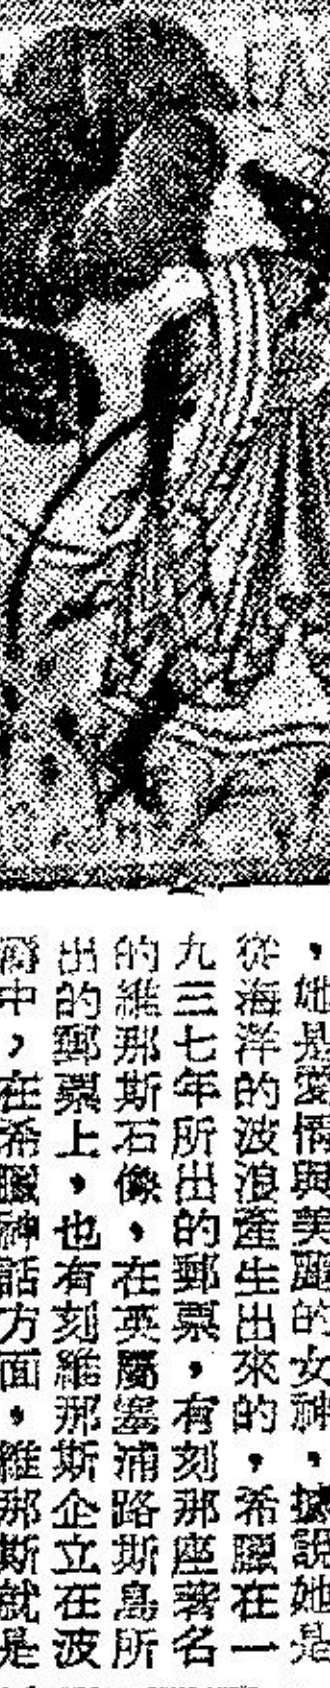 ，她是愛情與美麗的女神，據說她是
從海洋的波浪產生出來的，希臘在一
九三七年所出的郵票，有刻那座著名
的維那斯石像，在英屬塞浦路斯島所
出的郵票上，也有刻維那斯企立在波
濤中，在希臘神話方面，維那斯就是